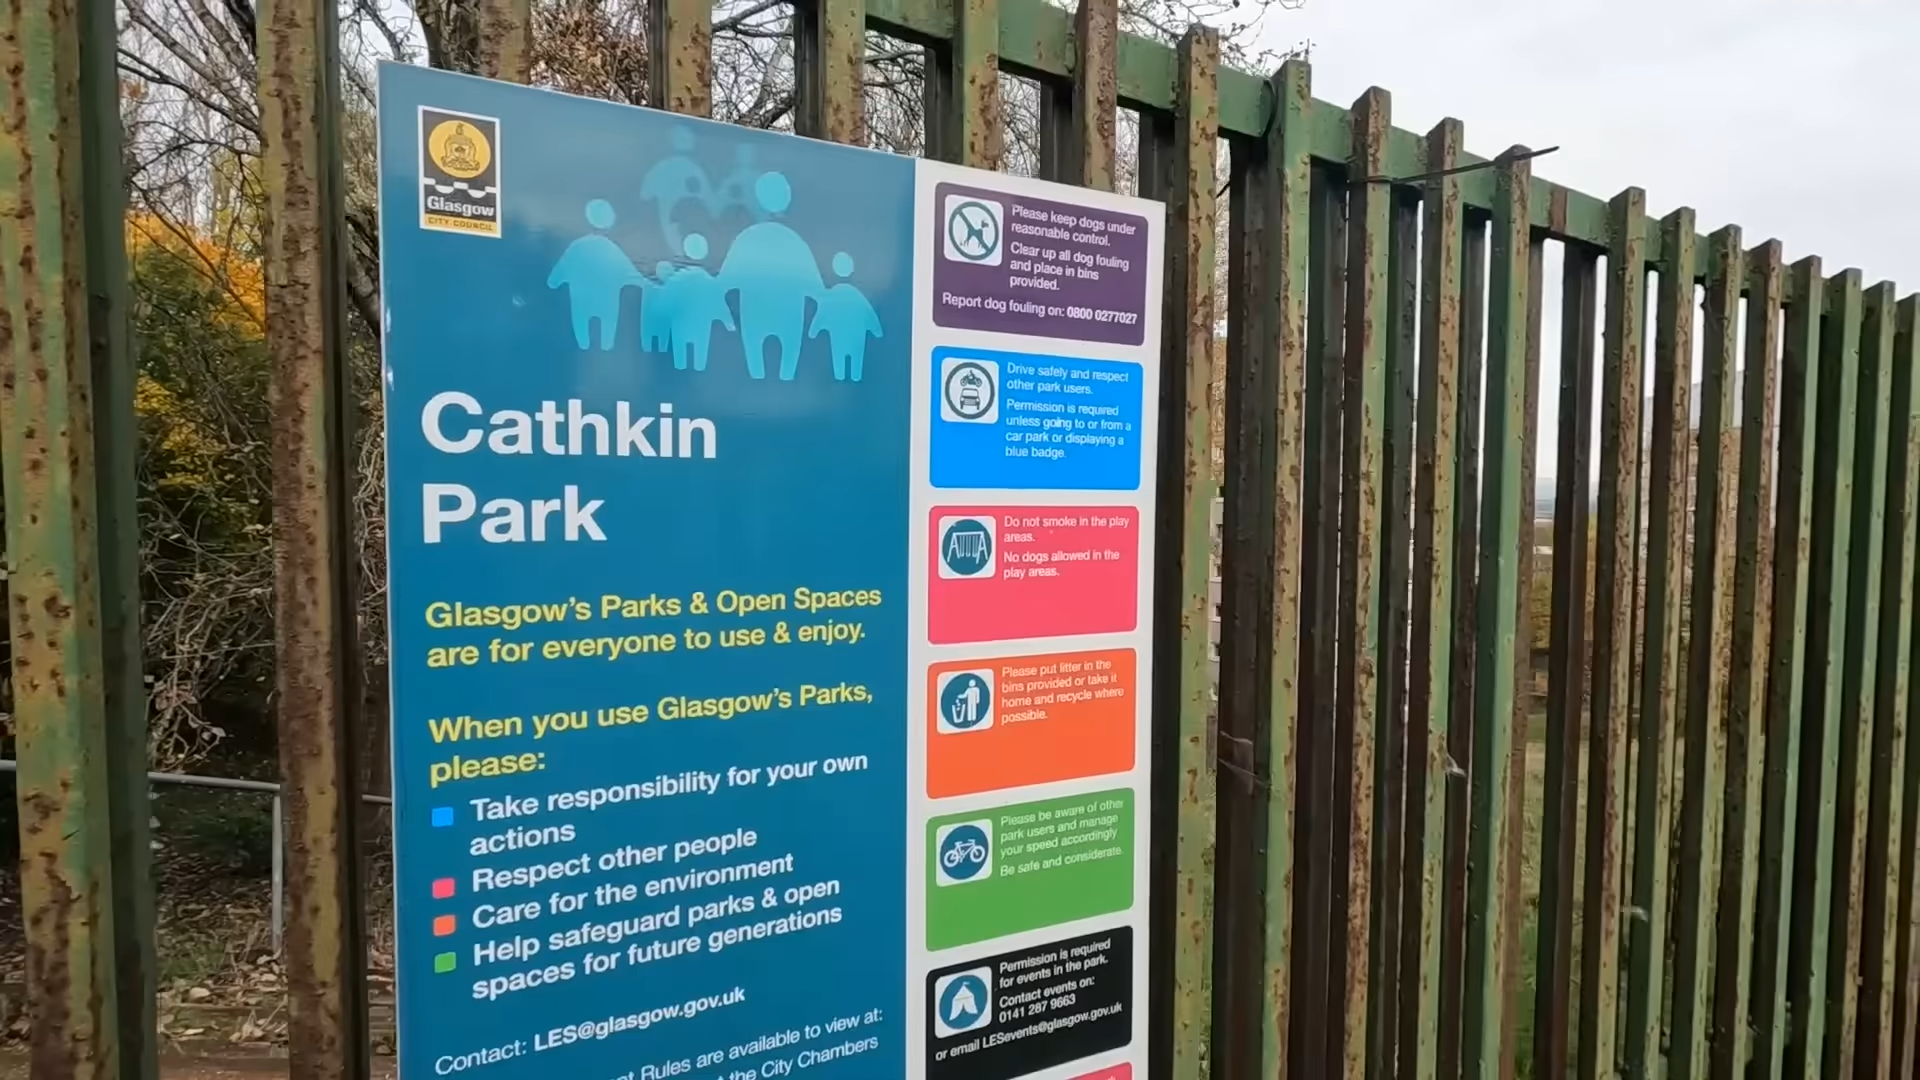 Glasgow
CITY COUNCIL
Cathkin
Park
Glasgow's Parks & Open Spaces
are for everyone to use & enjoy.
When you use Glasgow's Parks,
please:
Take responsibility for your own
actions
Respect other people
Care for the environment
Help safeguard parks & open
spaces for future generations
Contact: LES@glasgow.gov.uk
Rules are available to view at:
the City Chambers
Please keep dogs under
reasonable control.
Clear up all dog fouling
and place in bins
provided.
Report dog fouling on: 0800 0277027
Drive safely and respect
other park users.
Permission is required
unless going to or from a
car park or displaying a
blue badge.
Do not smoke in the play
areas.
No dogs allowed in the
play areas.
Please put litter in the
bins provided or take it
home and recycle where
possible.
Please be aware of other
park users and manage
your speed accordingly
Be safe and considerate.
Permission is required
for events in the park.
Contact events on:
0141 287 9663
or email LESevents@glasgow.gov.uk